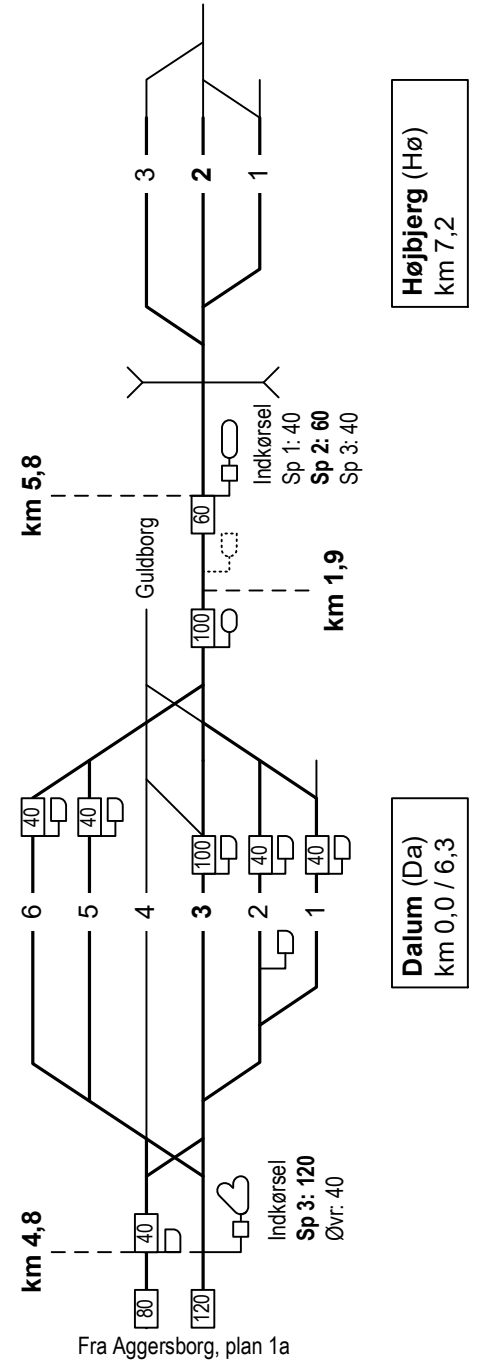 Fra Aggersborg, plan 1a
80
120
km 4,8
40
Indkørsel
Sp 3: 120
Øvr: 40
6
5
4
3
2
1
40
40
100
40
40
Dalum (Da)
km 0,0 / 6,3
Guldborg
100
km 1,9
km 5,8
60
Indkørsel
Sp 1: 40
Sp 2: 60
Sp 3: 40
3
2
1
Højbjerg (Hø)
km 7,2